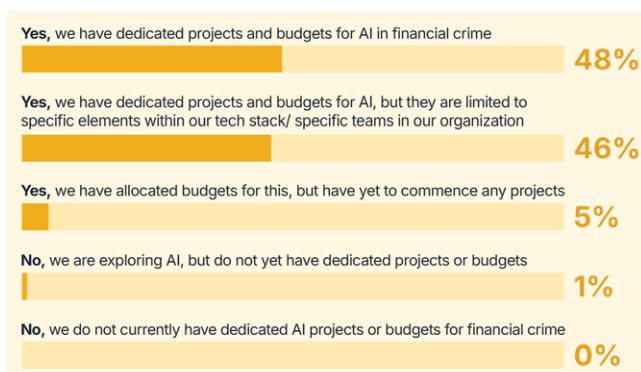 Yes, we have dedicated projects and budgets for AI in financial crime
48%
Yes, we have dedicated projects and budgets for AI, but they are limited to
specific elements within our tech stack/ specific teams in our organization
46%
Yes, we have allocated budgets for this, but have yet to commence any projects
5%
No, we are exploring AI, but do not yet have dedicated projects or budgets
1%
No, we do not currently have dedicated AI projects or budgets for financial crime
0%